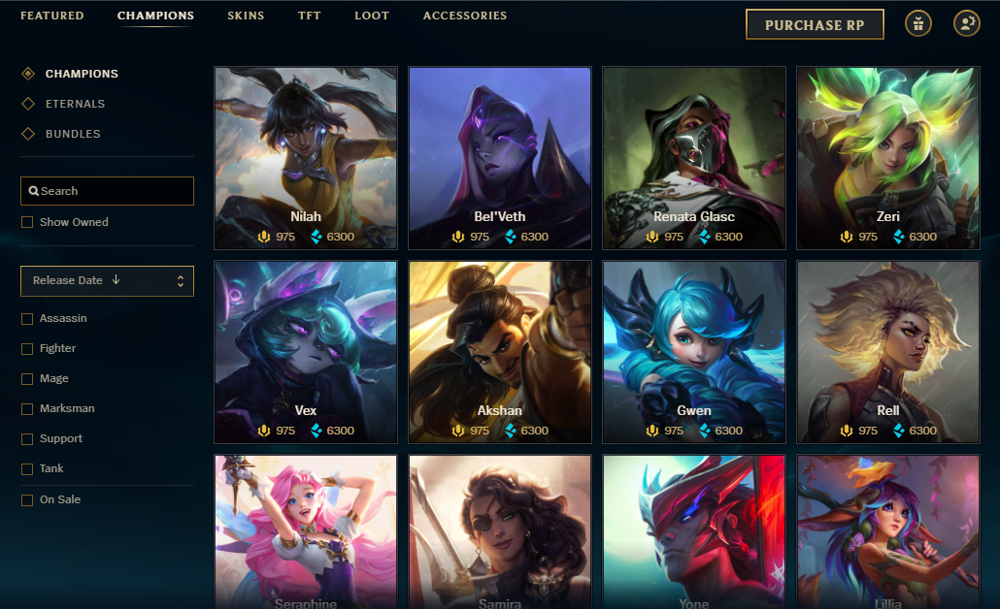 FEATURED CHAMPIONS SKINS TFT LOOT ACCESSORIES
PURCHASE RP
CHAMPIONS
ETERNALS
BUNDLES
Search
Show Owned
Release Date
Assassin
Fighter
Mage
Marksman
Support
Tank
On Sale
Nilah
975 6300
Bel'Veth
975 6300
Renata Glasc
975 6300
Zeri
975 6300
Vex
975 6300
Akshan
975 6300
Gwen
975 6300
Rell
975 6300
Seraphine
Samira
Yone
Lillia